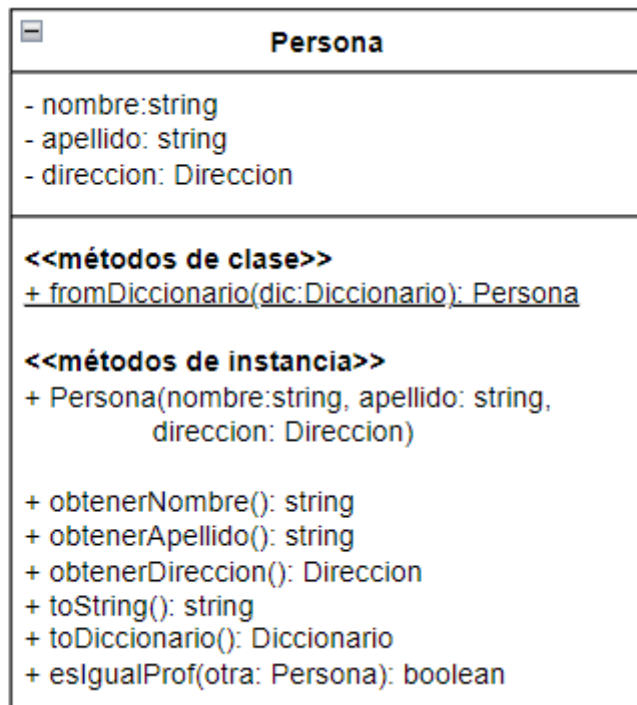 Persona
- nombre:string
- apellido: string
- direccion: Direccion
<<métodos de clase>>
+ fromDiccionario(dic:Diccionario): Persona
<<métodos de instancia>>
+ Persona(nombre:string, apellido: string,
direccion: Direccion)
+ obtenerNombre(): string
+ obtenerApellido(): string
+ obtenerDireccion(): Direccion
+ toString(): string
+ toDiccionario(): Diccionario
+ esIgualProf(otra: Persona): boolean